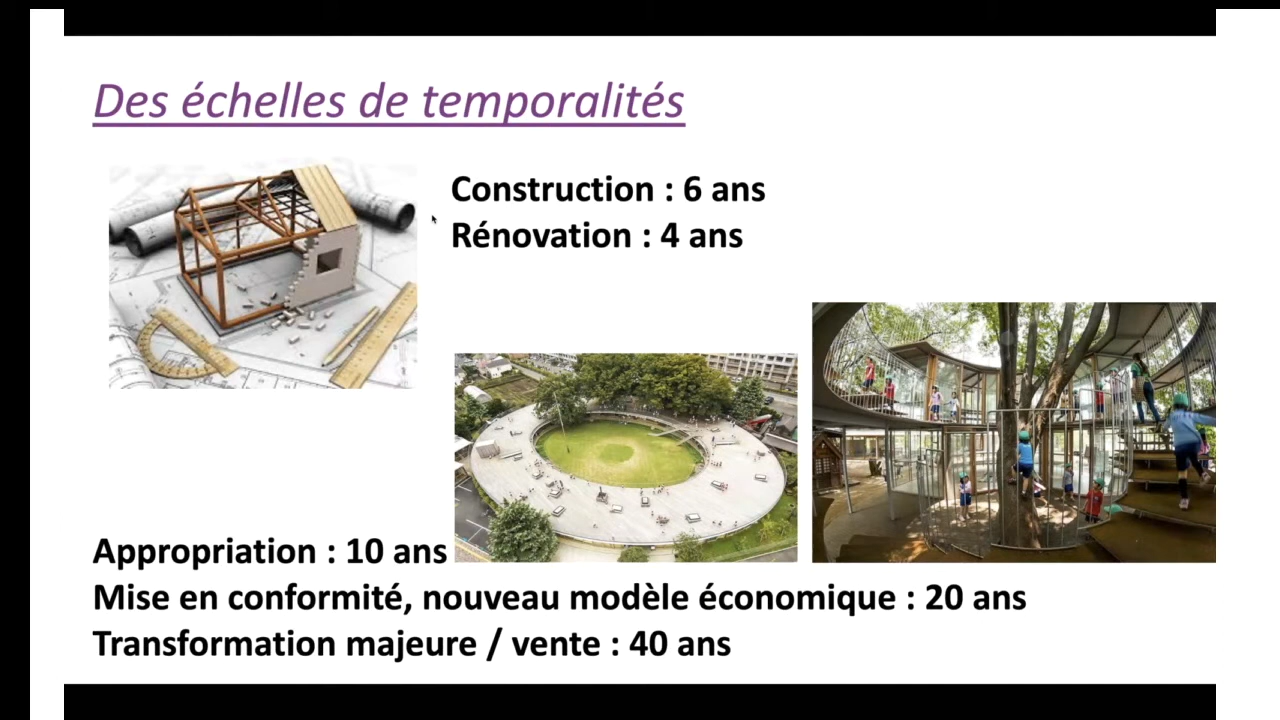 Des échelles de temporalités
Construction : 6 ans
Rénovation : 4 ans
Appropriation : 10 ans
Mise en conformité, nouveau modèle économique : 20 ans
Transformation majeure / vente : 40 ans